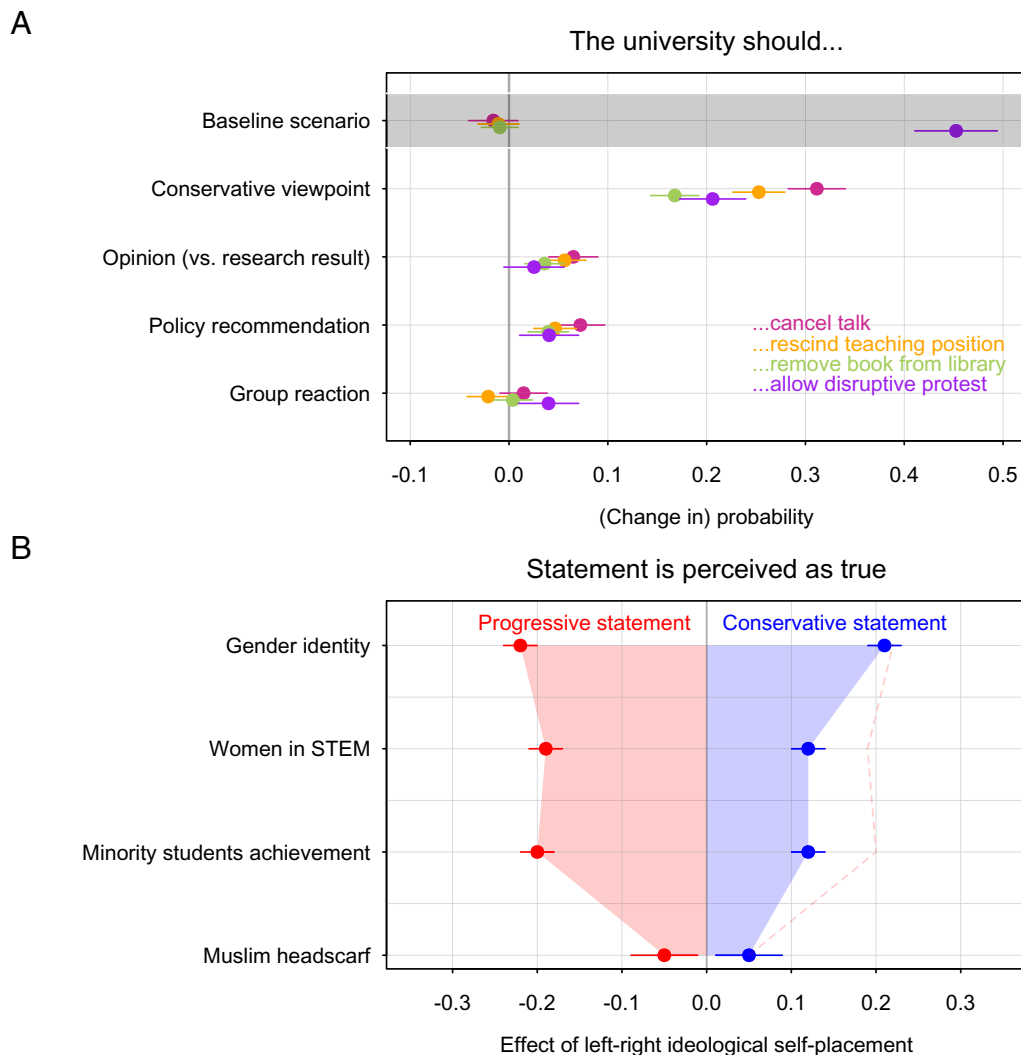 A
The university should...
Baseline scenario
Conservative viewpoint
Opinion (vs. research result)
Policy recommendation
Group reaction
...cancel talk
...rescind teaching position
...remove book from library
...allow disruptive protest
-0.1 0.0 0.1 0.2 0.3 0.4 0.5
(Change in) probability
B
Statement is perceived as true
Progressive statement Conservative statement
Gender identity
Women in STEM
Minority students achievement
Muslim headscarf
-0.3 -0.2 -0.1 0.0 0.1 0.2 0.3
Effect of left-right ideological self-placement